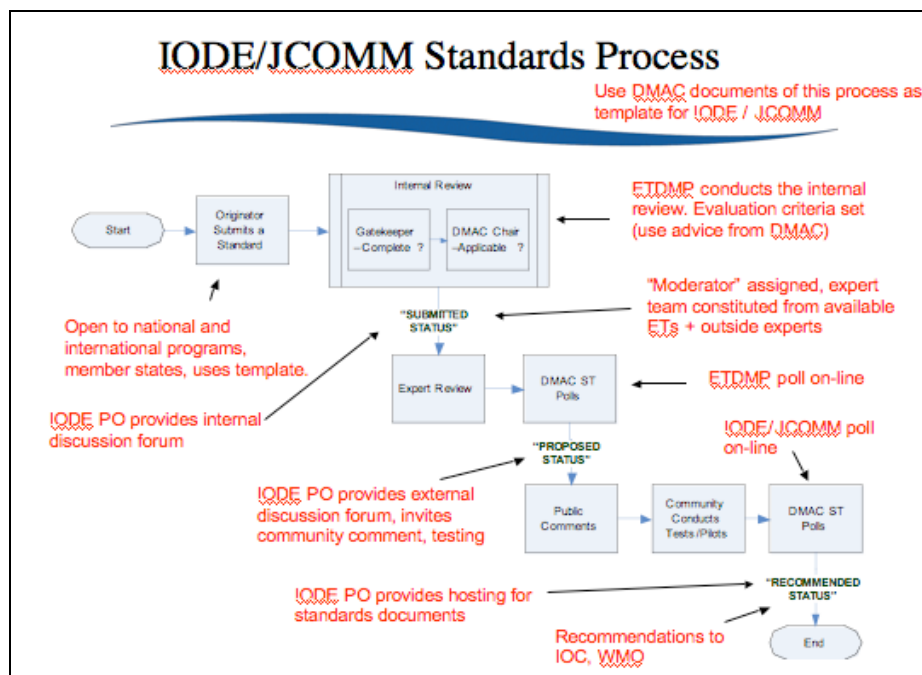 IODE/JCOMM Standards Process
Use DMAC documents of this process as
template for IODE / JCOMM
Internal Review
Start
Originator
Submits a
Standard
Gatekeeper
–Complete ?
DMAC Chair
–Applicable ?
ETDMP conducts the internal
review. Evaluation criteria set
(use advice from DMAC)
"Moderator" assigned, expert
team constituted from available
ETs + outside experts
"SUBMITTED
STATUS"
Open to national and
international programs,
member states, uses template.
IODE PO provides internal
discussion forum
Expert Review
DMAC ST
Polls
ETDMP poll on-line
IODE/JCOMM poll
on-line
"PROPOSED
STATUS"
IODE PO provides external
discussion forum, invites
community comment, testing
Public
Comments
Community
Conducts
Tests /Pilots
DMAC ST
Polls
IODE PO provides hosting for
standards documents
"RECOMMENDED
STATUS"
Recommendations to
IOC, WMO
End